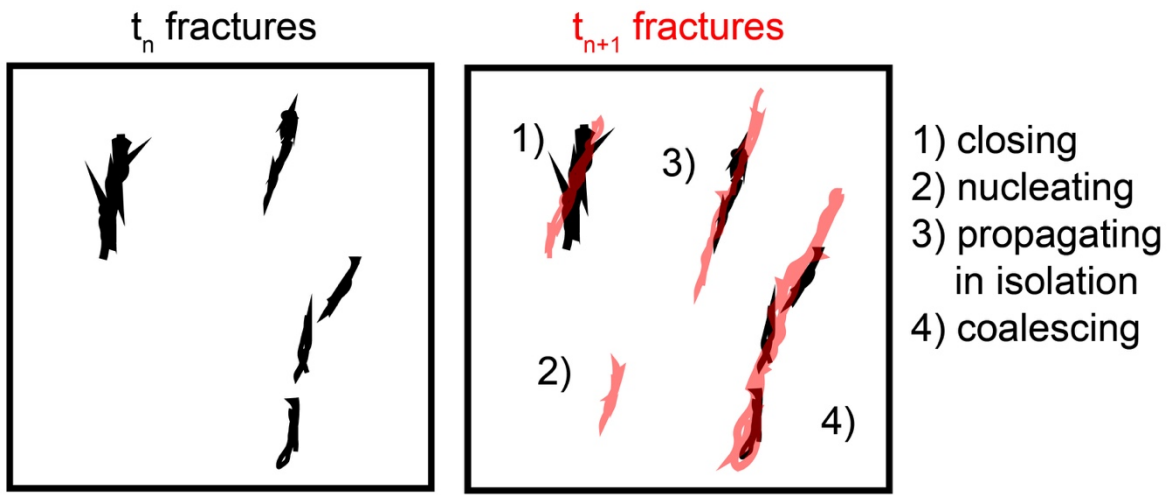 tn fractures
tn+1 fractures
1)
3)
2)
4)
1) closing
2) nucleating
3) propagating
in isolation
4) coalescing